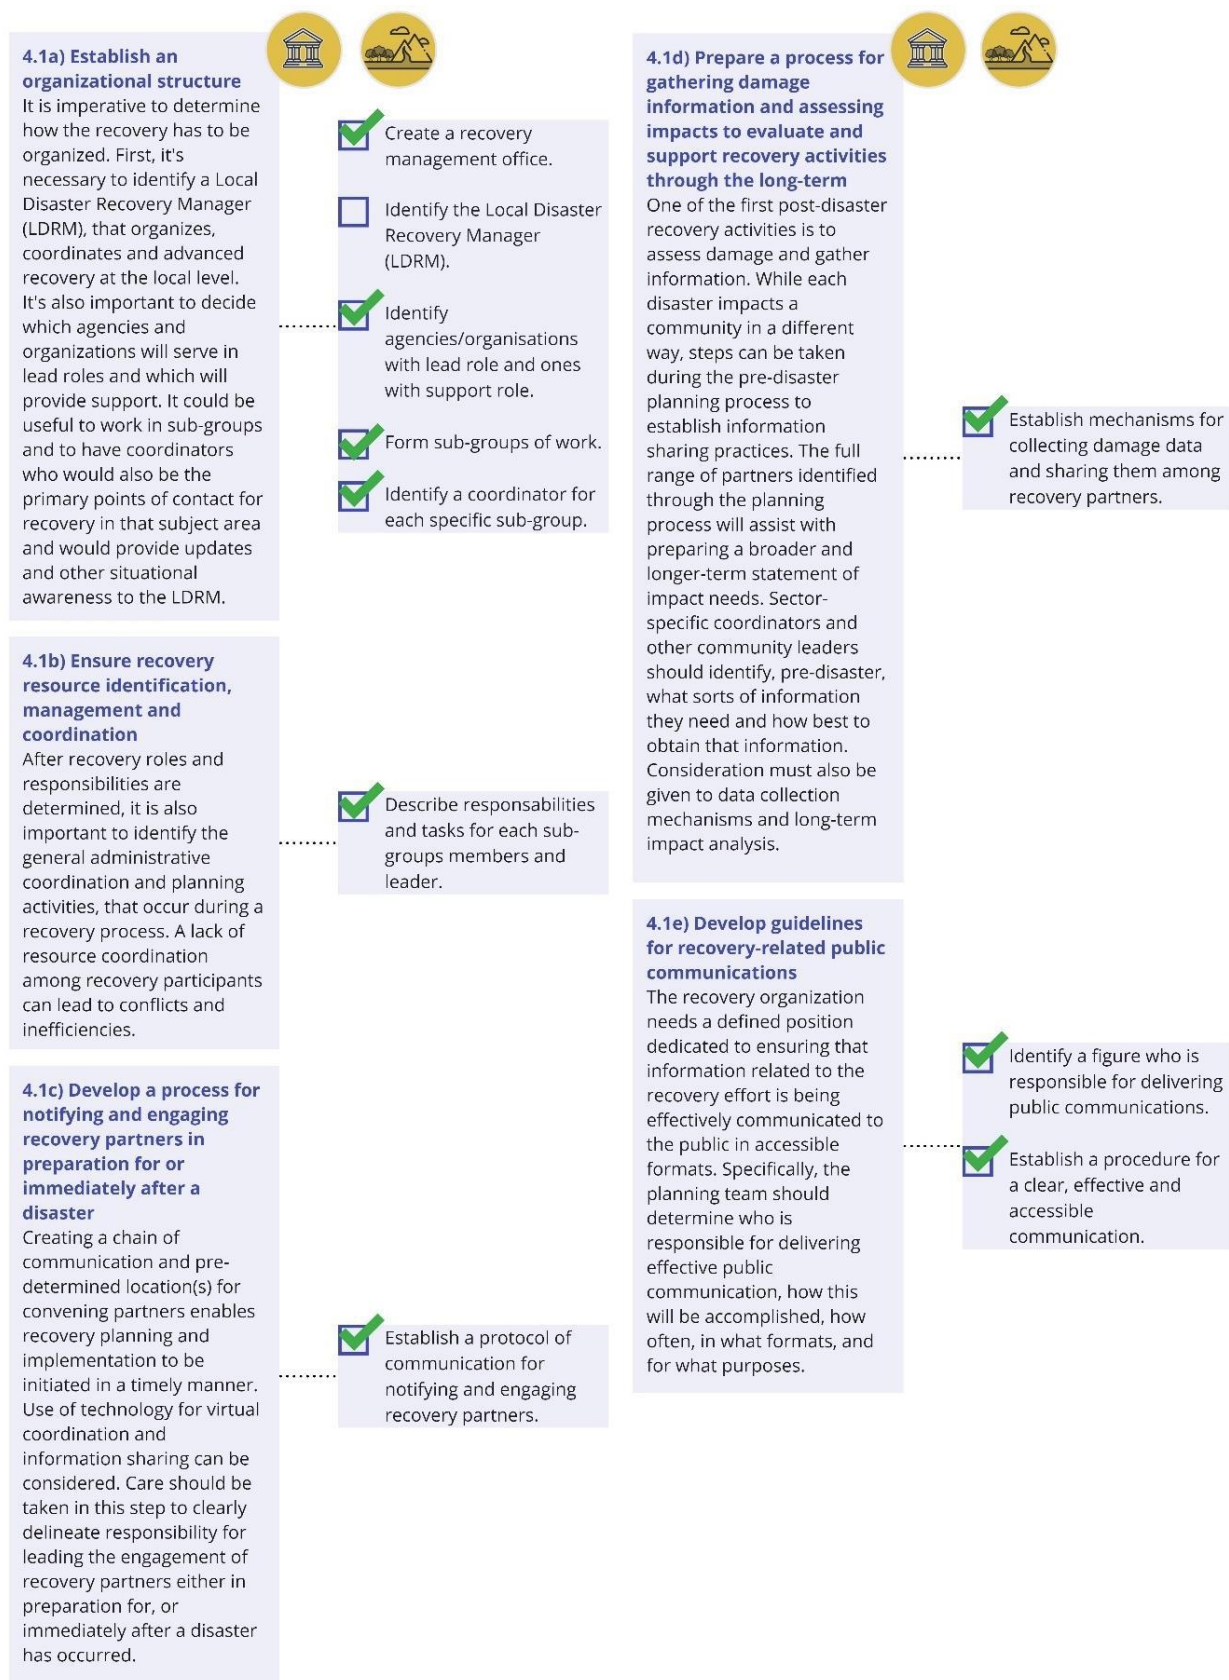 4.1a) Establish an
organizational structure
It is imperative to determine
how the recovery has to be
organized. First, it's
necessary to identify a Local
Disaster Recovery Manager
(LDRM), that organizes,
coordinates and advanced
recovery at the local level.
It's also important to decide
which agencies and
organizations will serve in
lead roles and which will
provide support. It could be
useful to work in sub-groups
and to have coordinators
who would also be the
primary points of contact for
recovery in that subject area
and would provide updates
and other situational
awareness to the LDRM.
Create a recovery
management office.
Identify the Local Disaster
Recovery Manager
(LDRM).
Identify
agencies/organisations
with lead role and ones
with support role.
Form sub-groups of work.
Identify a coordinator for
each specific sub-group.
4.1b) Ensure recovery
resource identification,
management and
coordination
After recovery roles and
responsibilities are
determined, it is also
important to identify the
general administrative
coordination and planning
activities, that occur during a
recovery process. A lack of
resource coordination
among recovery participants
can lead to conflicts and
inefficiencies.
Describe responsabilities
and tasks for each sub-
groups members and
leader.
4.1c) Develop a process for
notifying and engaging
recovery partners in
preparation for or
immediately after a
disaster
Creating a chain of
communication and pre-
determined location(s) for
convening partners enables
recovery planning and
implementation to be
initiated in a timely manner.
Use of technology for virtual
coordination and
information sharing can be
considered. Care should be
taken in this step to clearly
delineate responsibility for
leading the engagement of
recovery partners either in
preparation for, or
immediately after a disaster
has occurred.
Establish a protocol of
communication for
notifying and engaging
recovery partners.
4.1d) Prepare a process for
gathering damage
information and assessing
impacts to evaluate and
support recovery activities
through the long-term
One of the first post-disaster
recovery activities is to
assess damage and gather
information. While each
disaster impacts a
community in a different
way, steps can be taken
during the pre-disaster
planning process to
establish information
sharing practices. The full
range of partners identified
through the planning
process will assist with
preparing a broader and
longer-term statement of
impact needs. Sector-
specific coordinators and
other community leaders
should identify, pre-disaster,
what sorts of information
they need and how best to
obtain that information.
Consideration must also be
given to data collection
mechanisms and long-term
impact analysis.
Establish mechanisms for
collecting damage data
and sharing them among
recovery partners.
4.1e) Develop guidelines
for recovery-related public
communications
The recovery organization
needs a defined position
dedicated to ensuring that
information related to the
recovery effort is being
effectively communicated to
the public in accessible
formats. Specifically, the
planning team should
determine who is
responsible for delivering
effective public
communication, how this
will be accomplished, how
often, in what formats, and
for what purposes.
Identify a figure who is
responsible for delivering
public communications.
Establish a procedure for
a clear, effective and
accessible
communication.